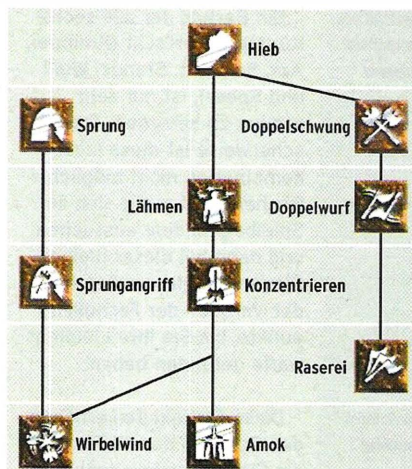 Hieb
Sprung
Doppelschwung
Lähmen
Doppelwurf
Sprungangriff
Konzentrieren
Raserei
Wirbelwind
Amok